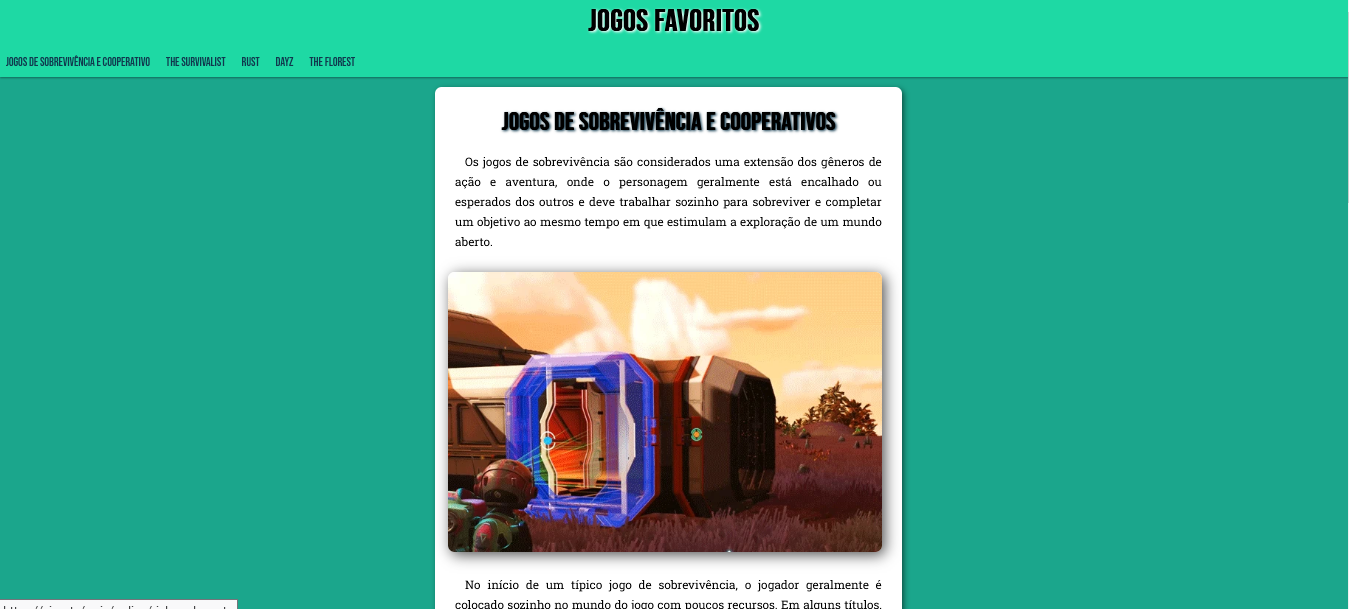 JOGOS FAVORITOS
JOGOS DE SOBREVIVÊNCIA E COOPERATIVO THE SURVIVALIST RUST DAYZ THE FLOREST
JOGOS DE SOBREVIVÊNCIA E COOPERATIVOS
Os jogos de sobrevivência são considerados uma extensão dos gêneros de
ação e aventura, onde o personagem geralmente está encalhado ou
esperados dos outros e deve trabalhar sozinho para sobreviver e completar
um objetivo ao mesmo tempo em que estimulam a exploração de um mundo
aberto.
No início de um típico jogo de sobrevivência, o jogador geralmente é
colocado sozinho no mundo do jogo com poucos recursos. Em alguns títulos,